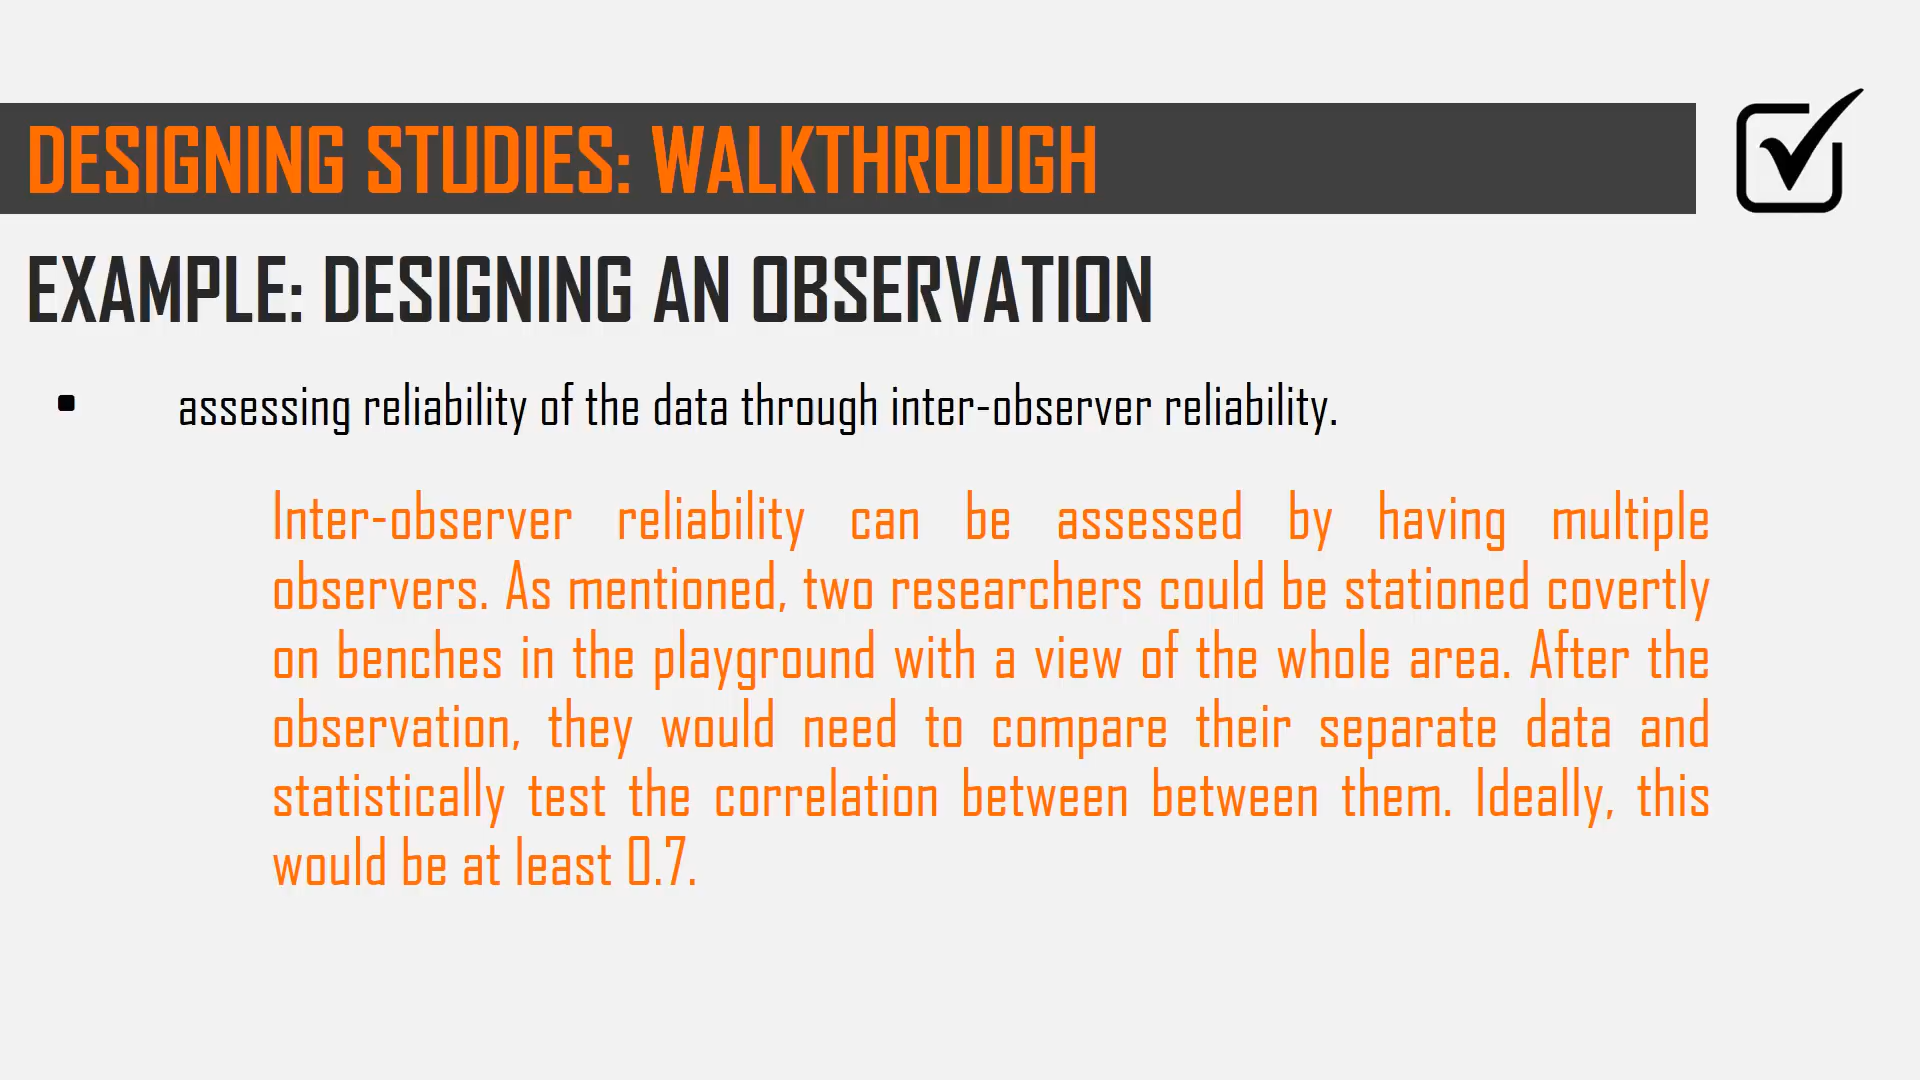 DESIGNING STUDIES: WALKTHROUGH
EXAMPLE: DESIGNING AN OBSERVATION
▪ assessing reliability of the data through inter-observer reliability.
Inter-observer reliability can be assessed by having multiple
observers. As mentioned, two researchers could be stationed covertly
on benches in the playground with a view of the whole area. After the
observation, they would need to compare their separate data and
statistically test the correlation between between them. Ideally, this
would be at least 0.7.